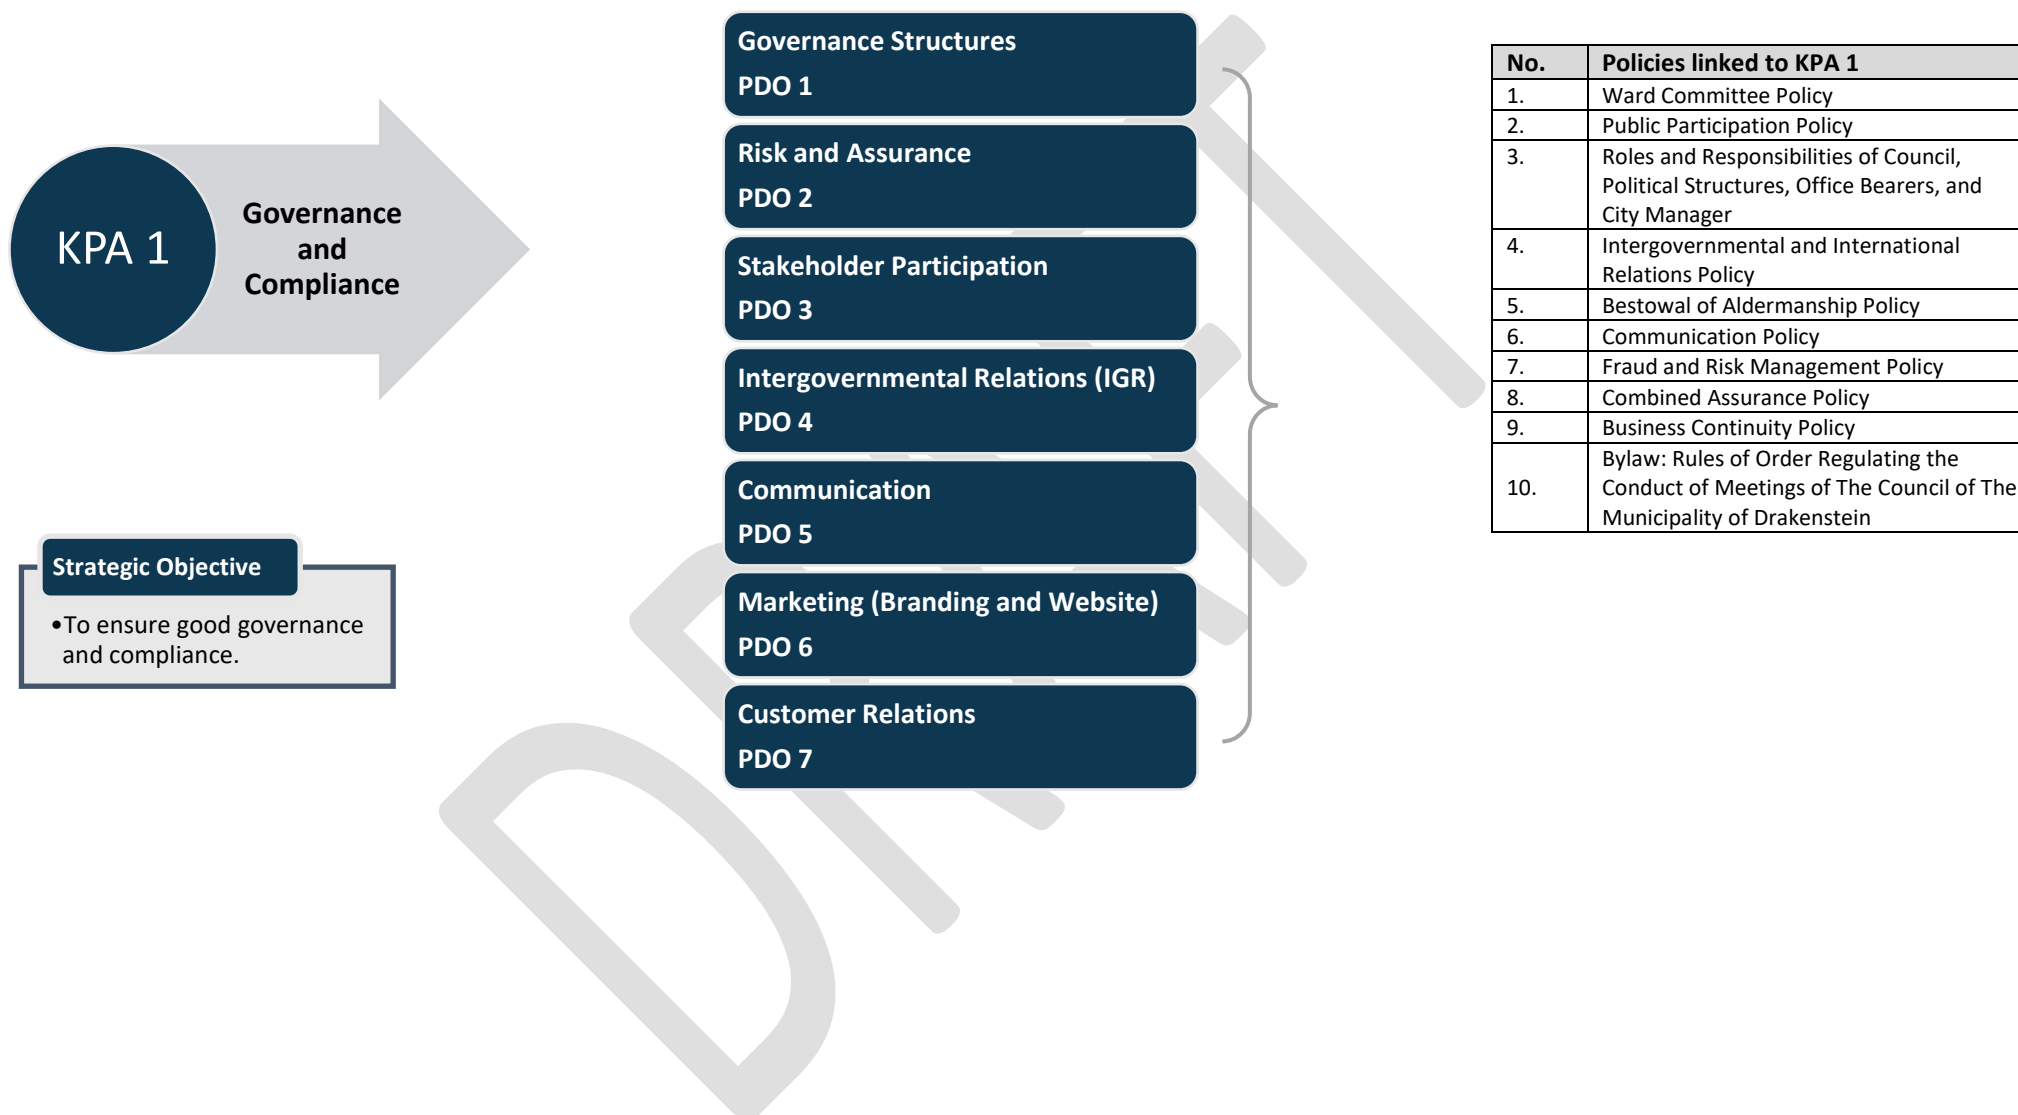 KPA 1
Governance
and
Compliance
Strategic Objective
•To ensure good governance
and compliance.
Governance Structures
PDO 1
Risk and Assurance
PDO 2
Stakeholder Participation
PDO 3
Intergovernmental Relations (IGR)
PDO 4
Communication
PDO 5
Marketing (Branding and Website)
PDO 6
Customer Relations
PDO 7
No. Policies linked to KPA 1
1. Ward Committee Policy
2. Public Participation Policy
3. Roles and Responsibilities of Council,
Political Structures, Office Bearers, and
City Manager
4. Intergovernmental and International
Relations Policy
5. Bestowal of Aldermanship Policy
6. Communication Policy
7. Fraud and Risk Management Policy
8. Combined Assurance Policy
9. Business Continuity Policy
Bylaw: Rules of Order Regulating the
10. Conduct of Meetings of The Council of The
Municipality of Drakenstein
DRAFT